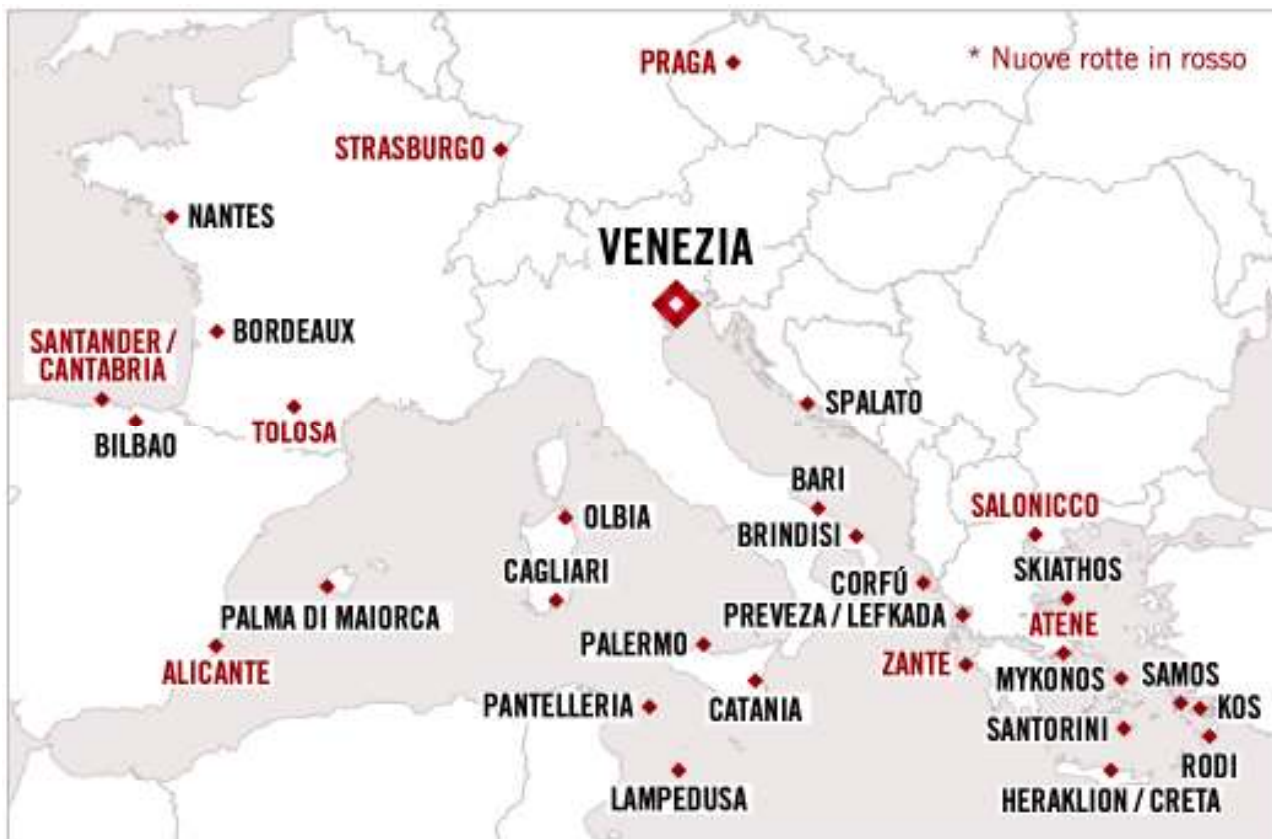 PRAGA
* Nuove rotte in rosso
STRASBURGO
NANTES
VENEZIA
BORDEAUX
SANTANDER /
CANTABRIA
SPALATO
TOLOSA
BILBAO
BARI
SALONICCO
OLBIA
BRINDISI
SKIATHOS
CAGLIARI
CORFÚ
PALMA DI MAIORCA
PREVEZA / LEFKADA
ATENE
PALERMO
ZANTE
ALICANTE
MYKONOS
SAMOS
PANTELLERIA
CATANIA
KOS
SANTORINI
RODI
LAMPEDUSA
HERAKLION / CRETA